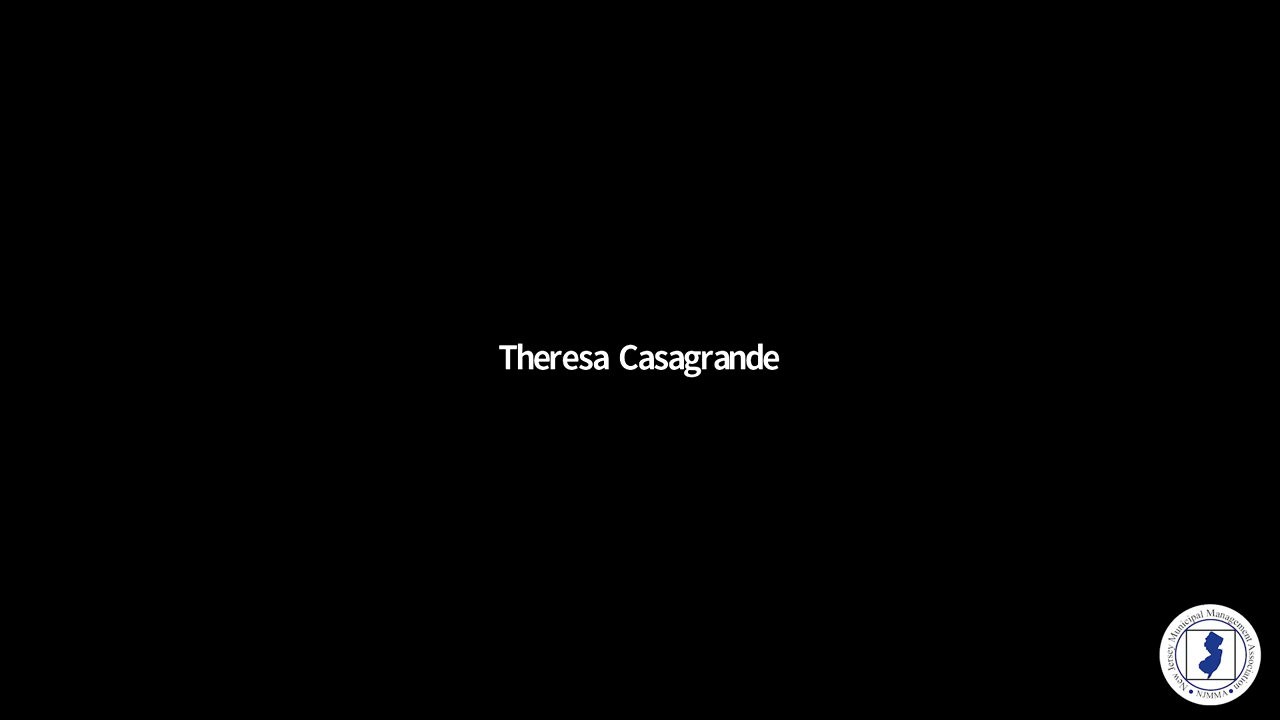 Theresa Casagrande
New Jersey Municipal Management Association
NJMMA